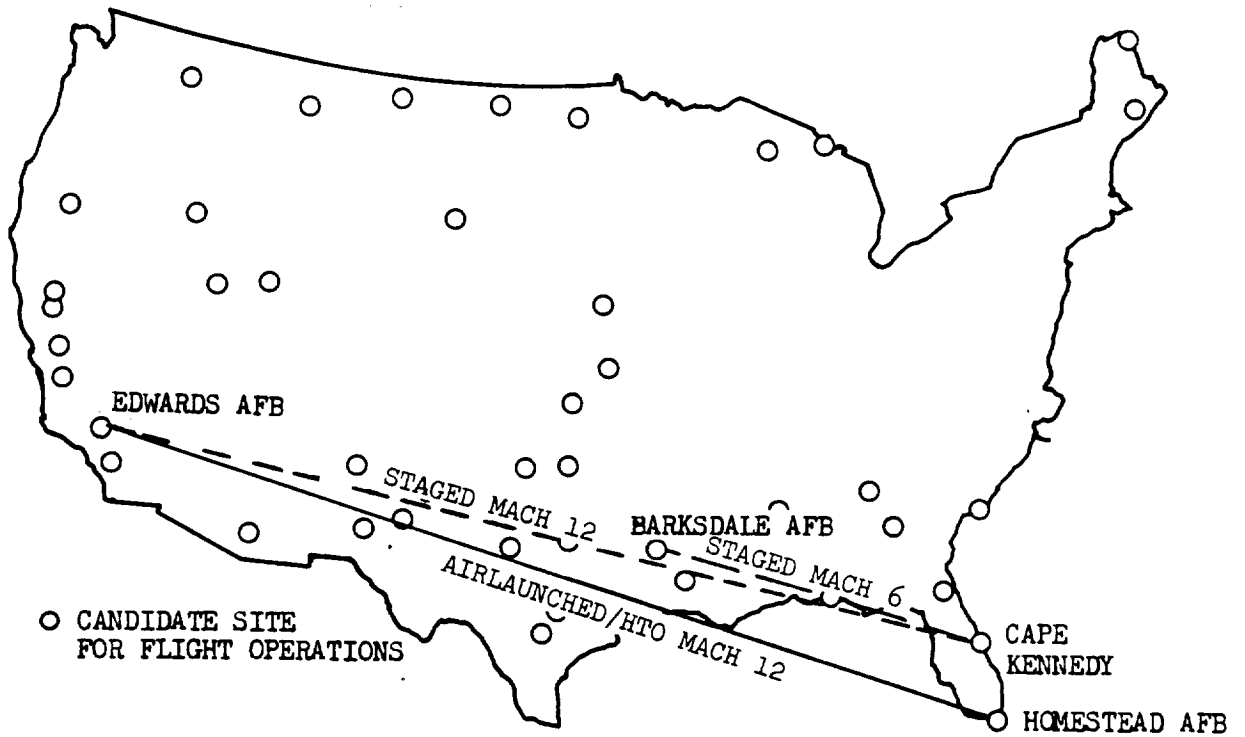 EDWARDS AFB
STAGED MACH 12
BARKSDALE AFB
STAGED MACH 6
AIRLAUNCHED/HTO MACH 12
CANDIDATE SITE
FOR FLIGHT OPERATIONS
CAPE
KENNEDY
HOMESTEAD AFB